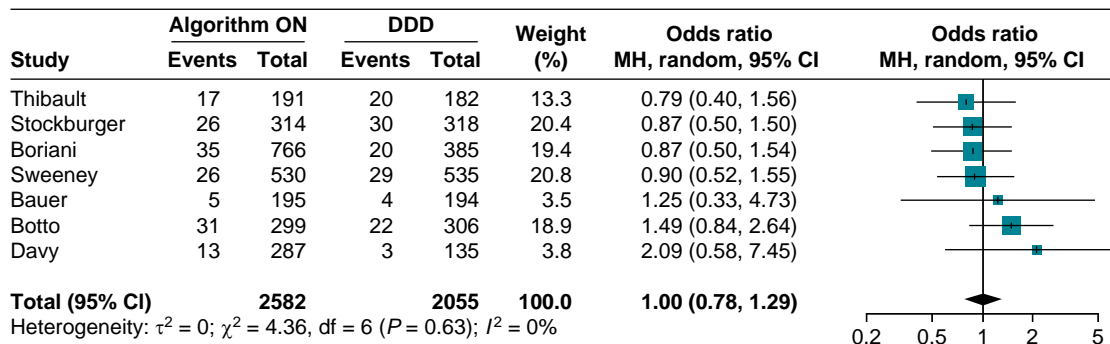 Algorithm ON DDD Weight Odds ratio Odds ratio
Study Events Total Events Total (%) MH, random, 95% CI MH, random, 95% CI
Thibault 17 191 20 182 13.3 0.79 (0.40, 1.56)
Stockburger 26 314 30 318 20.4 0.87 (0.50, 1.50)
Boriani 35 766 20 385 19.4 0.87 (0.50, 1.54)
Sweeney 26 530 29 535 20.8 0.90 (0.52, 1.55)
Bauer 5 195 4 194 3.5 1.25 (0.33, 4.73)
Botto 31 299 22 306 18.9 1.49 (0.84, 2.64)
Davy 13 287 3 135 3.8 2.09 (0.58, 7.45)
Total (95% CI) 2582 2055 100.0 1.00 (0.78, 1.29)
Heterogeneity: τ² = 0; χ² = 4.36, df = 6 (P = 0.63); I² = 0%
0.2 0.5 1 2 5